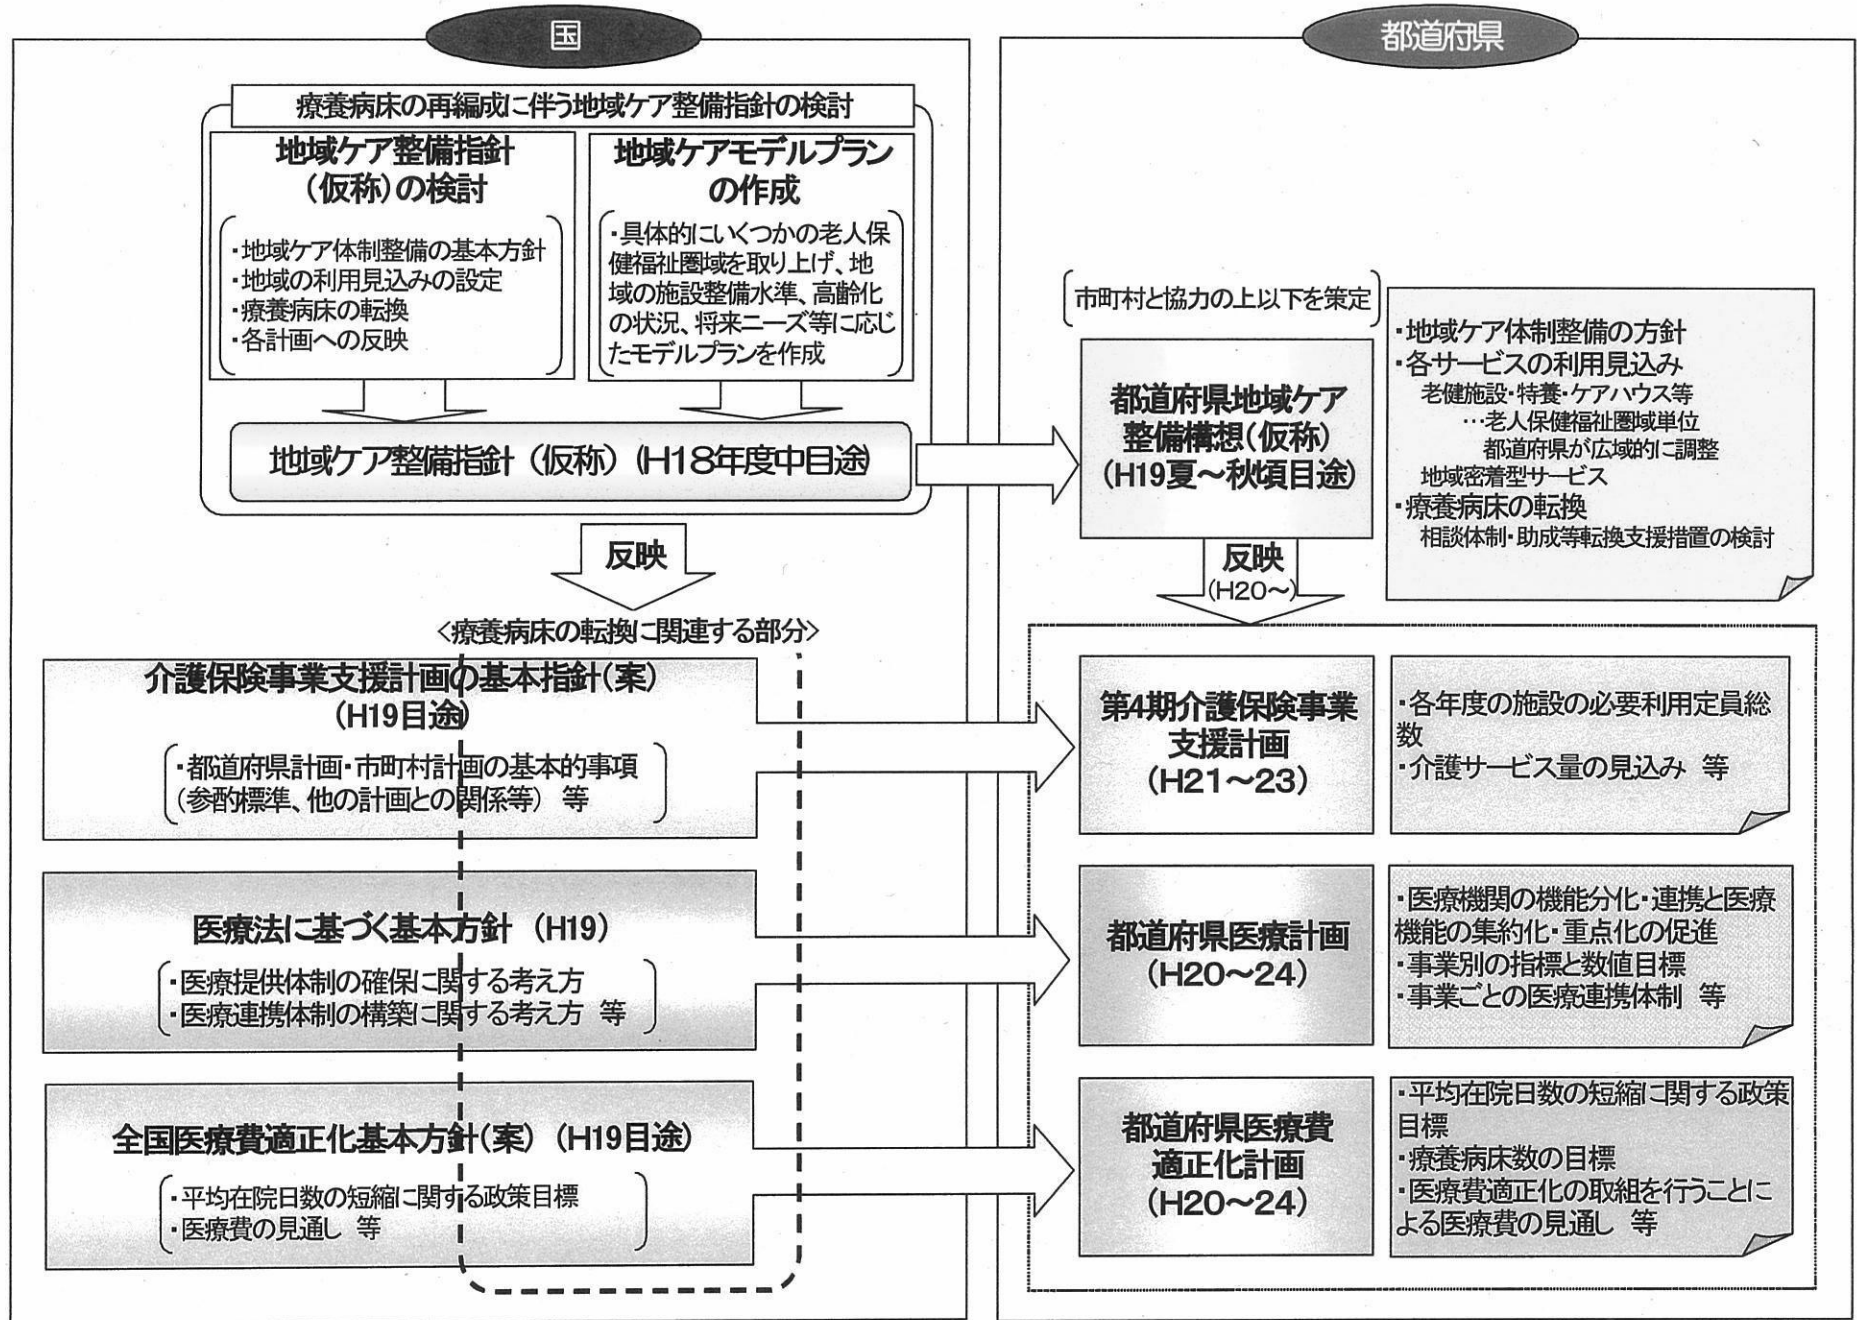 国
療養病床の再編成に伴う地域ケア整備指針の検討
地域ケア整備指針
(仮称)の検討
・地域ケア体制整備の基本方針
・地域の利用見込みの設定
・療養病床の転換
・各計画への反映
地域ケアモデルプラン
の作成
・具体的にいくつかの老人保
健福祉圏域を取り上げ、地
域の施設整備水準、高齢化
の状況、将来ニーズ等に応じ
たモデルプランを作成
地域ケア整備指針(仮称)(H18年度中目途)
反映
<療養病床の転換に関連する部分>
介護保険事業支援計画の基本指針(案)
(H19目途)
・都道府県計画・市町村計画の基本的事項
(参酌標準、他の計画との関係等) 等
医療法に基づく基本方針 (H19)
・医療提供体制の確保に関する考え方
・医療連携体制の構築に関する考え方 等
全国医療費適正化基本方針(案) (H19目途)
・平均在院日数の短縮に関する政策目標
・医療費の見通し 等
都道府県
市町村と協力の上以下を策定
都道府県地域ケア
整備構想(仮称)
(H19夏~秋頃目途)
・地域ケア体制整備の方針
・各サービスの利用見込み
老健施設・特養・ケアハウス等
…老人保健福祉圏域単位
都道府県が広域的に調整
地域密着型サービス
・療養病床の転換
相談体制・助成等転換支援措置の検討
反映
(H20~)
第4期介護保険事業
支援計画
(H21~23)
・各年度の施設の必要利用定員総
数
・介護サービス量の見込み 等
都道府県医療計画
(H20~24)
・医療機関の機能分化・連携と医療
機能の集約化・重点化の促進
・事業別の指標と数値目標
・事業ごとの医療連携体制 等
都道府県医療費
適正化計画
(H20~24)
・平均在院日数の短縮に関する政策
目標
・療養病床数の目標
・医療費適正化の取組を行うことに
よる医療費の見通し 等